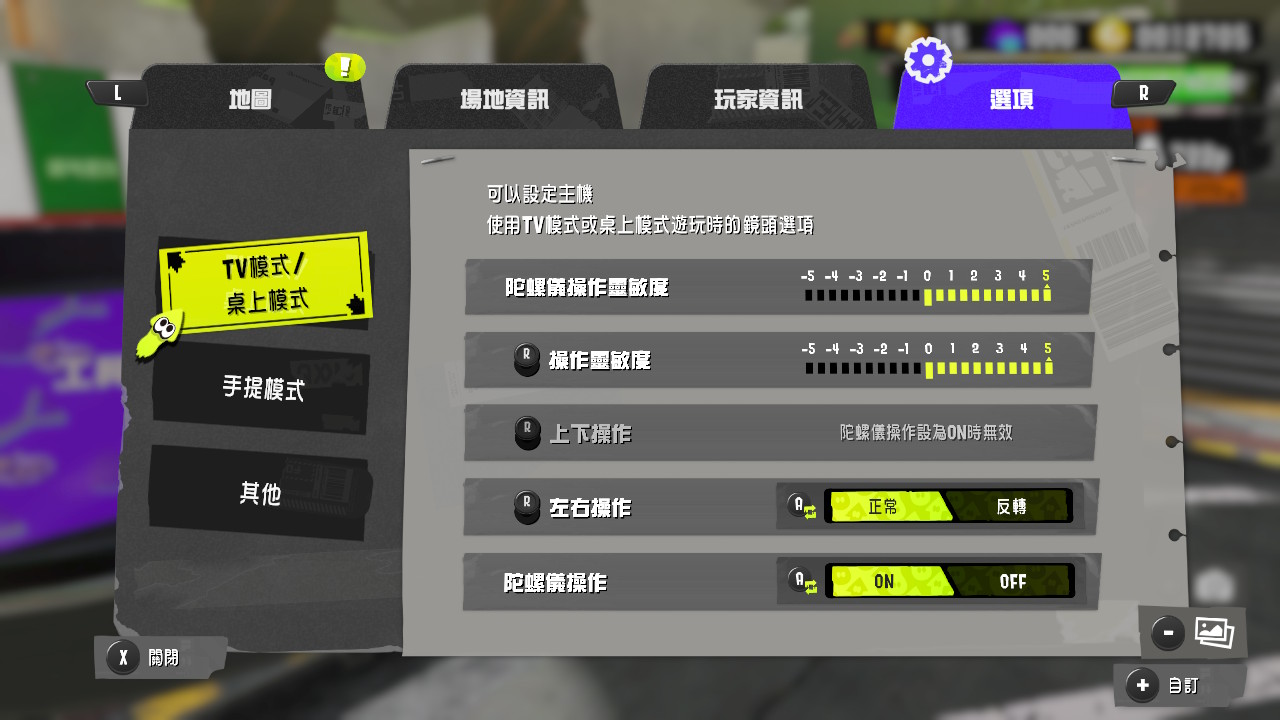 L
地圖
!
場地資訊
玩家資訊
選項
R
可以設定主機
使用TV模式或桌上模式遊玩時的鏡頭選項
TV模式/
桌上模式
手提模式
其他
陀螺儀操作靈敏度
-5 -4 -3 -2 -1 0 1 2 3 4 5
R 操作靈敏度
-5 -4 -3 -2 -1 0 1 2 3 4 5
R 上下操作
陀螺儀操作設為ON時無效
R 左右操作
A 正常 反轉
陀螺儀操作
A ON OFF
X 關閉
-
+ 自訂